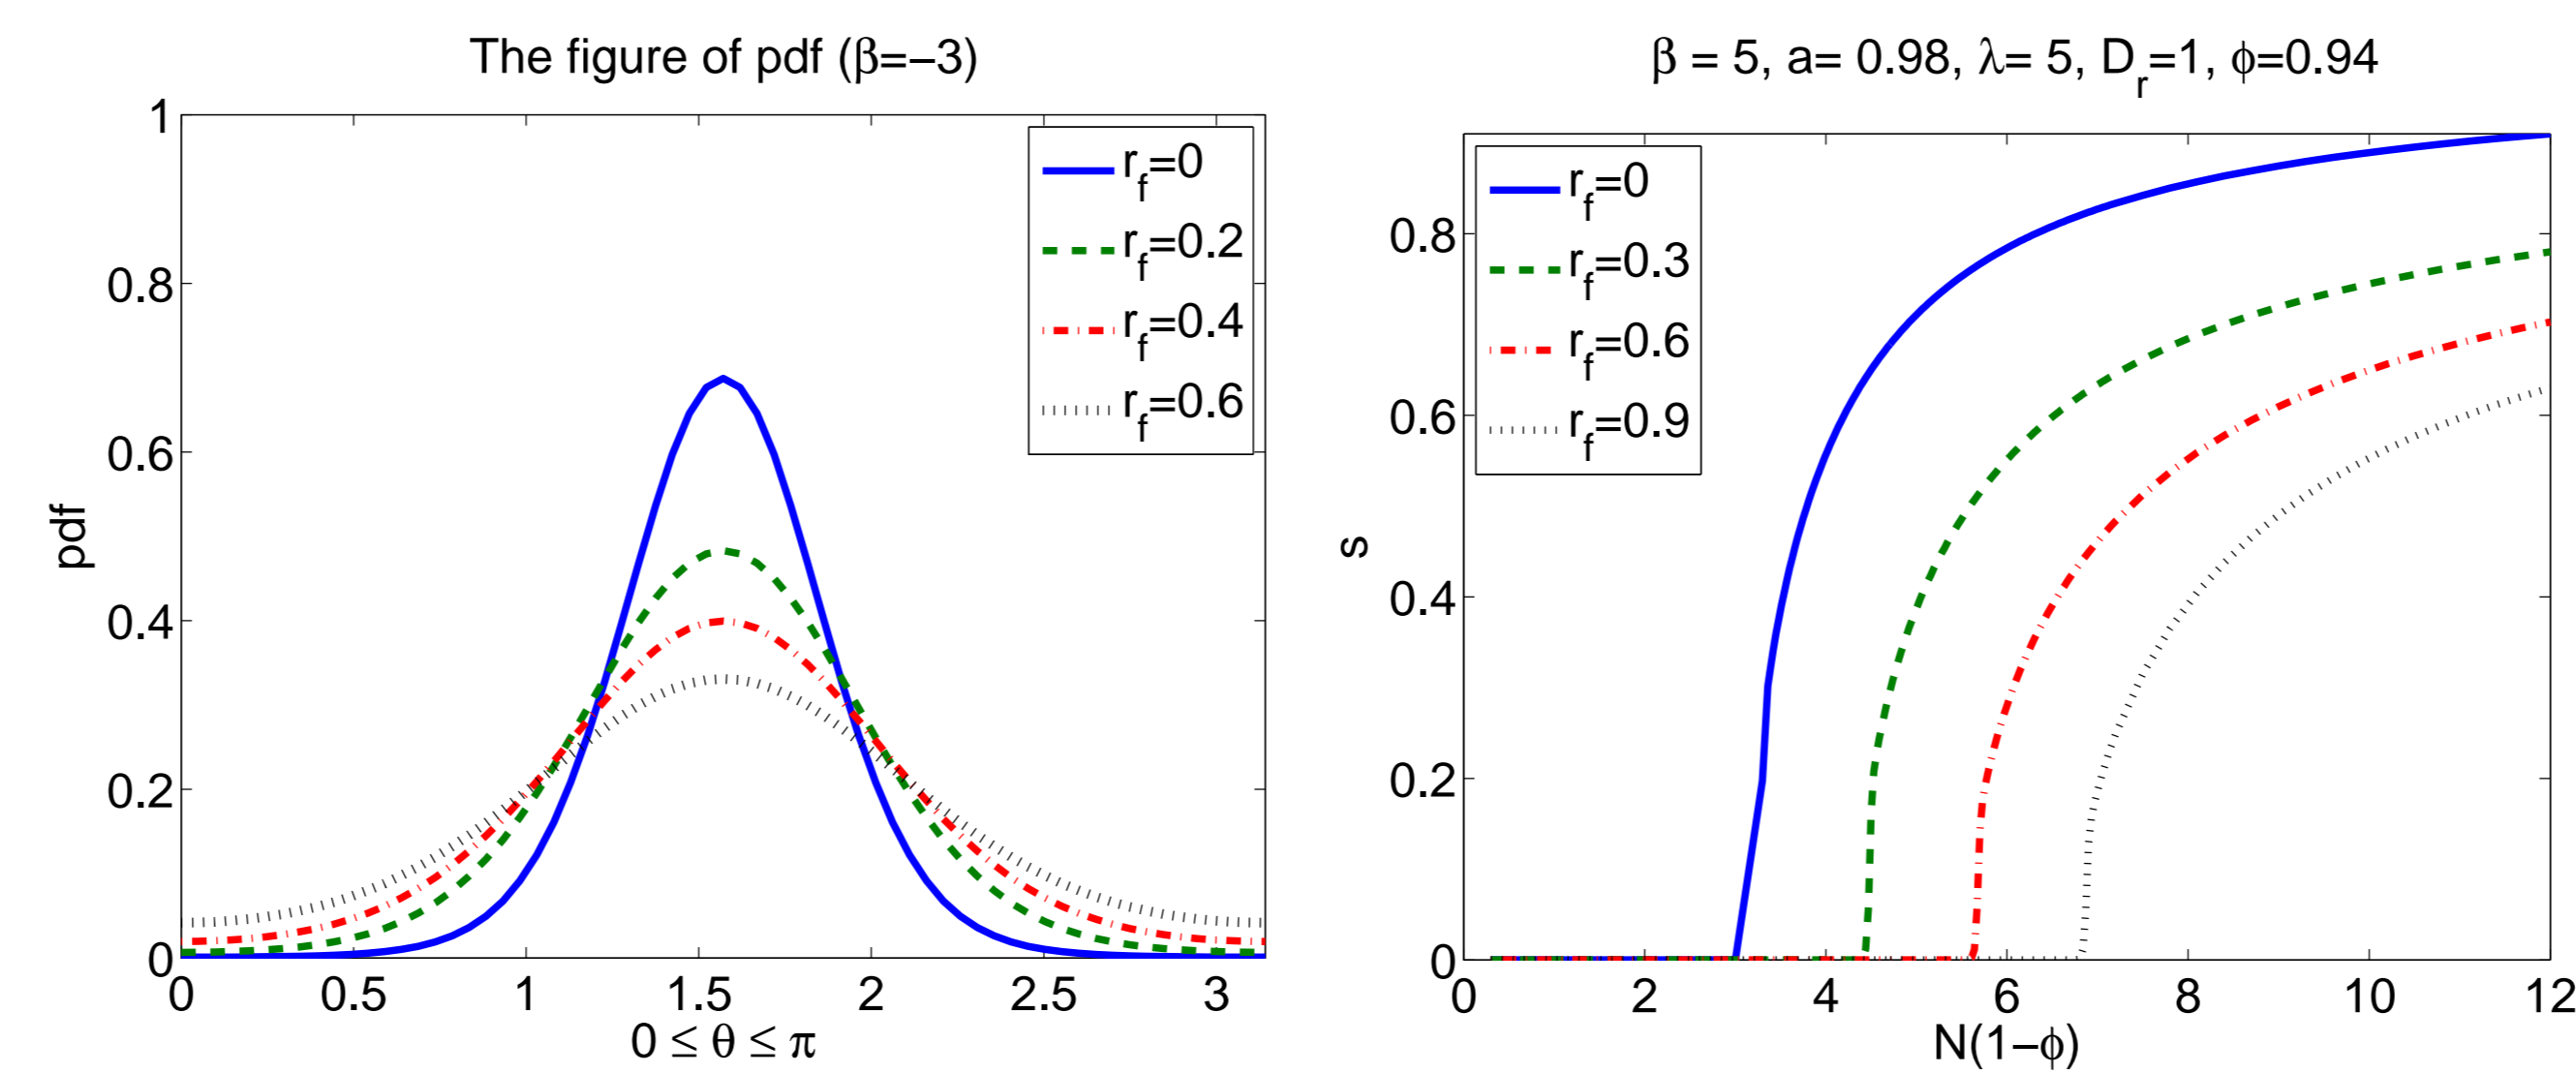 The figure of pdf (β=−3)
1
0.8
0.6
0.4
0.2
0
pdf
r_f=0
r_f=0.2
r_f=0.4
r_f=0.6
0 0.5 1 1.5 2 2.5 3
0 ≤ θ ≤ π
β = 5, a= 0.98, λ= 5, D_r=1, ϕ=0.94
0.8
0.6
0.4
0.2
0
s
r_f=0
r_f=0.3
r_f=0.6
r_f=0.9
0 2 4 6 8 10 12
N(1−ϕ)